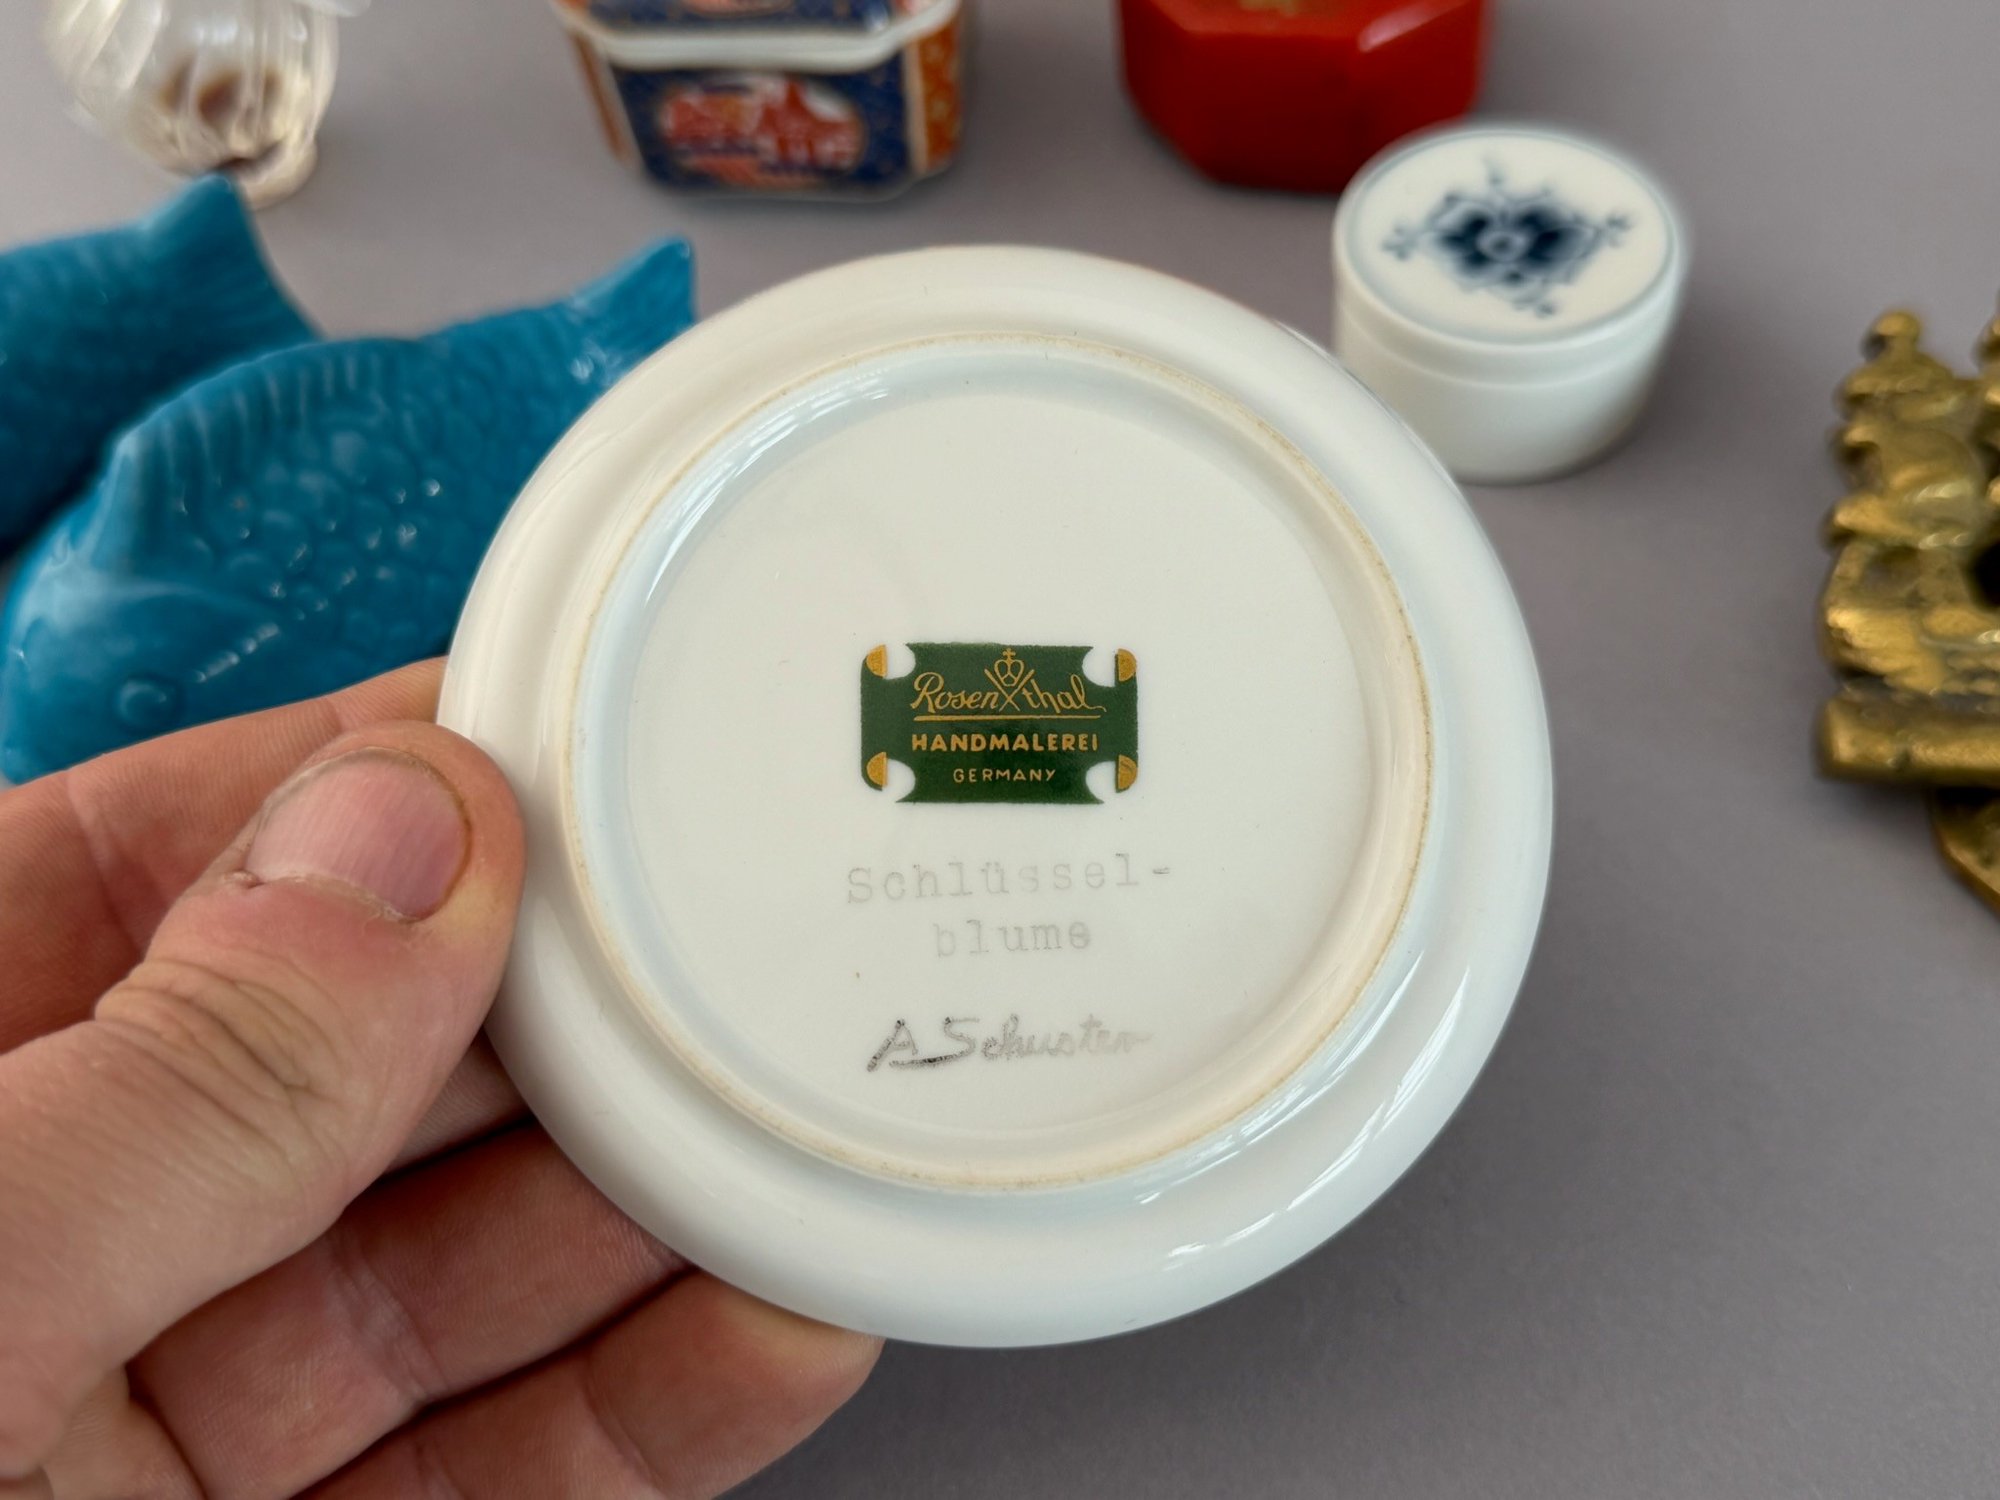 Rosenthal
HANDMALEREI
GERMANY
Schlüssel-
blume
A Schuster